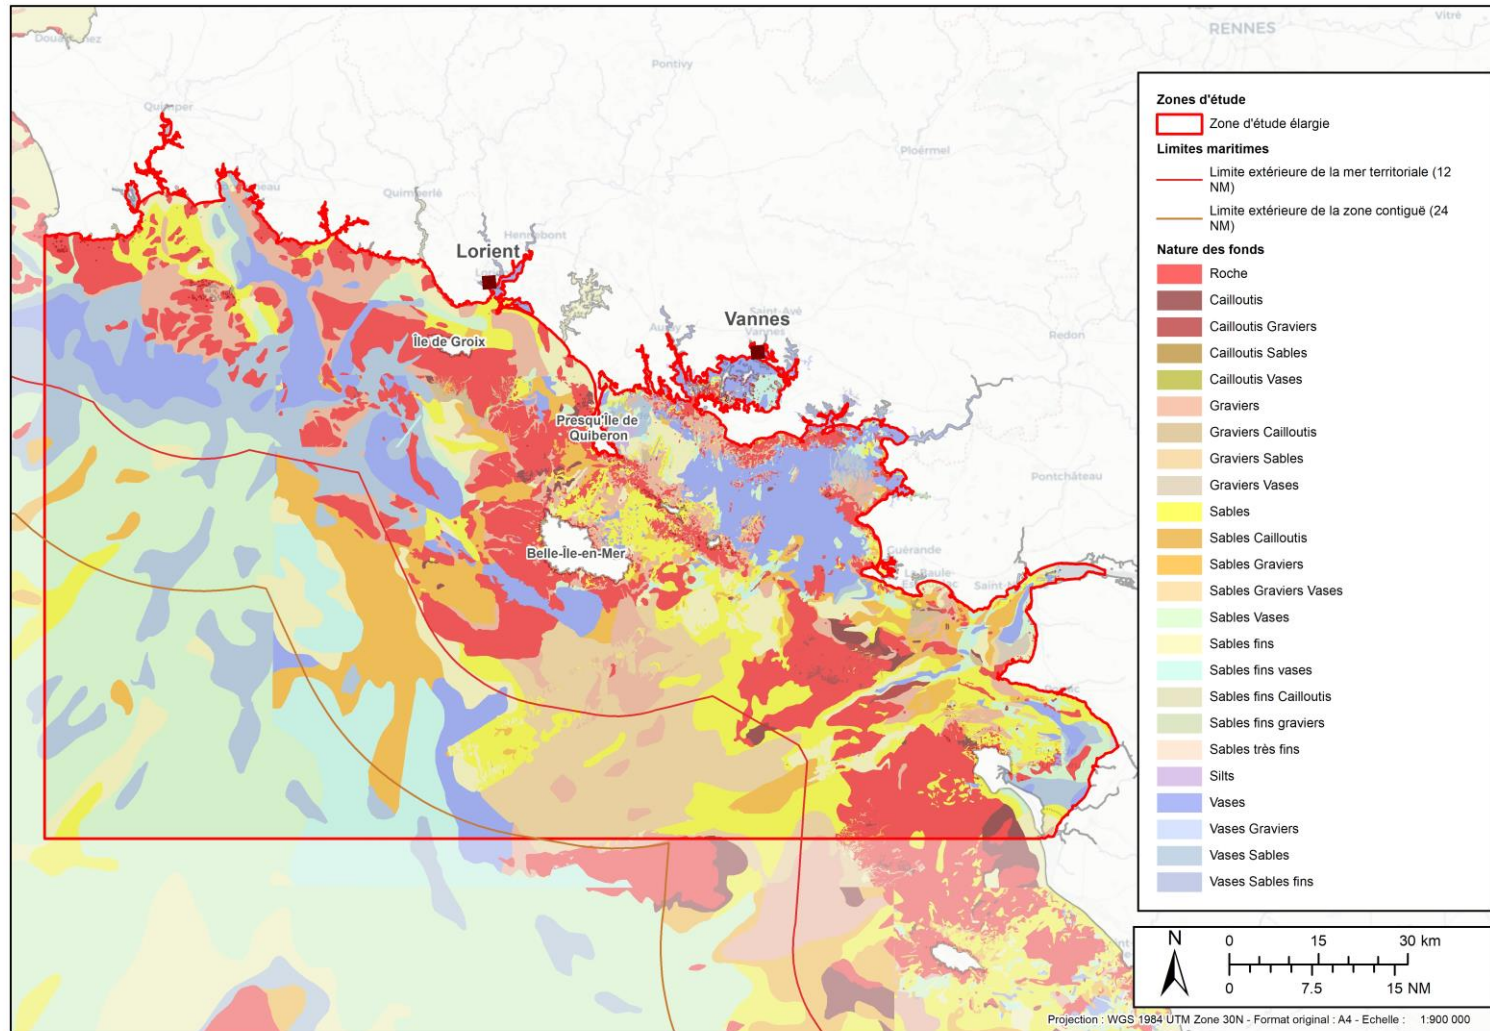 RENNES
Vitré
Pontivy
Quimper
Ploërmel
Quimperlé
Hennebont
Lorient
Saint-Avé
Vannes
Vannes
Auray
Redon
Île de Groix
Presqu'Île de
Quiberon
Pontchâteau
Belle-Île-en-Mer
Guérande
Zones d'étude
Zone d'étude élargie
Limites maritimes
Limite extérieure de la mer territoriale (12
NM)
Limite extérieure de la zone contiguë (24
NM)
Nature des fonds
Roche
Cailloutis
Cailloutis Graviers
Cailloutis Sables
Cailloutis Vases
Graviers
Graviers Cailloutis
Graviers Sables
Graviers Vases
Sables
Sables Cailloutis
Sables Graviers
Sables Graviers Vases
Sables Vases
Sables fins
Sables fins vases
Sables fins Cailloutis
Sables fins graviers
Sables très fins
Silts
Vases
Vases Graviers
Vases Sables
Vases Sables fins
N
0 15 30 km
0 7.5 15 NM
Projection : WGS 1984 UTM Zone 30N - Format original : A4 - Echelle : 1:900 000